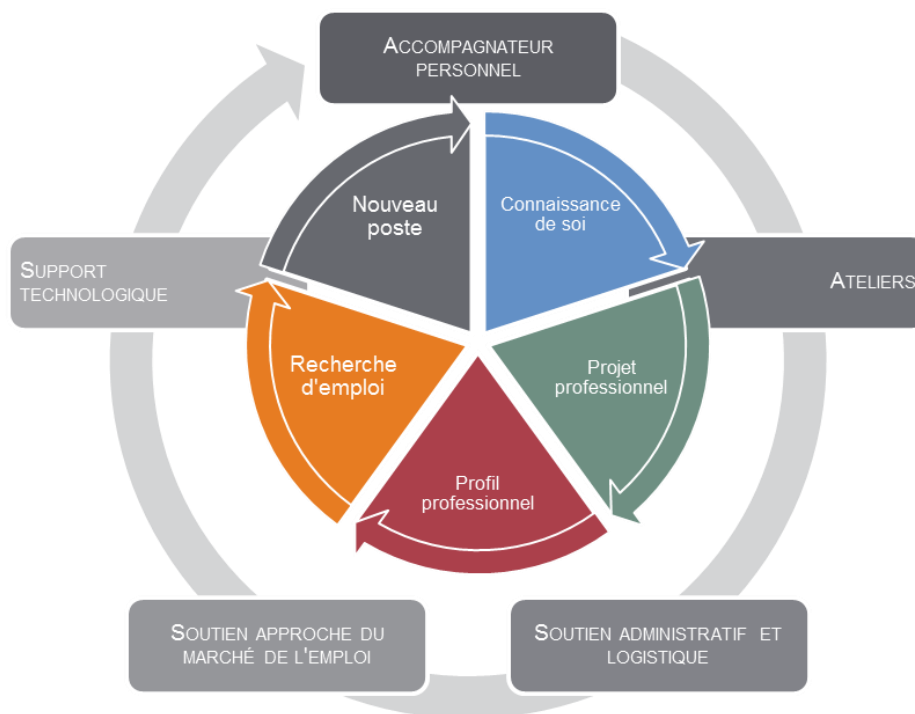 ACCOMPAGNATEUR
PERSONNEL
Nouveau
poste
Connaissance
de soi
SUPPORT
TECHNOLOGIQUE
ATELIERS
Recherche
d'emploi
Projet
professionnel
Profil
professionnel
SOUTIEN APPROCHE DU
MARCHÉ DE L'EMPLOI
SOUTIEN ADMINISTRATIF ET
LOGISTIQUE